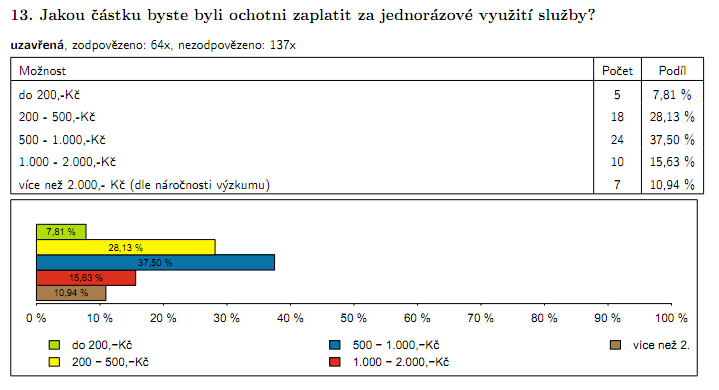 13. Jakou částku byste byli ochotni zaplatit za jednorázové využití služby?
uzavřená, zodpovězeno: 64x, nezodpovězeno: 137x
Možnost Počet Podíl
do 200,-Kč 5 7,81 %
200 - 500,-Kč 18 28,13 %
500 - 1.000,-Kč 24 37,50 %
1.000 - 2.000,-Kč 10 15,63 %
více než 2.000,- Kč (dle náročnosti výzkumu) 7 10,94 %
7,81 %
28,13 %
37,50 %
15,63 %
10,94 %
0 % 10 % 20 % 30 % 40 % 50 % 60 % 70 % 80 % 90 % 100 %
do 200,−Kč 500 − 1.000,−Kč více než 2.
200 − 500,−Kč 1.000 − 2.000,−Kč